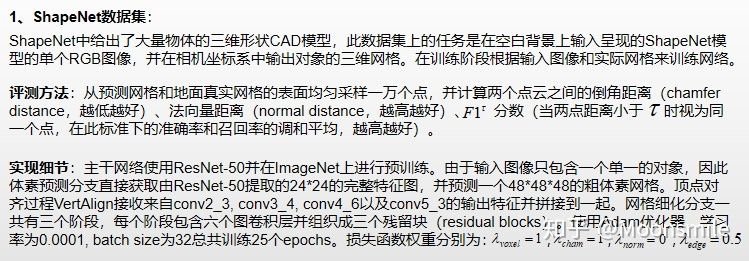 1、ShapeNet数据集：
ShapeNet中给出了大量物体的三维形状CAD模型，此数据集上的任务是在空白背景上输入呈现的ShapeNet模
型的单个RGB图像，并在相机坐标系中输出对象的三维网格。在训练阶段根据输入图像和实际网格来训练网络。
评测方法：从预测网格和地面真实网格的表面均匀采样一万个点，并计算两个点云之间的倒角距离（chamfer
distance，越低越好）、法向量距离（normal distance，越高越好）、F1^τ 分数（当两点距离小于 τ 时视为同
一个点，在此标准下的准确率和召回率的调和平均，越高越好）。
实现细节：主干网络使用ResNet-50并在ImageNet上进行预训练。由于输入图像只包含一个单一的对象，因此
体素预测分支直接获取由ResNet-50提取的24*24的完整特征图，并预测一个48*48*48的粗体素网格。顶点对
齐过程VertAlign接收来自conv2_3, conv3_4, conv4_6以及conv5_3的输出特征并拼接到一起。网格细化分支一
共有三个阶段，每个阶段包含六个图卷积层并组织成三个残留块（residual blocks）。使用Adam优化器，学习
率为0.0001, batch size为32总共训练25个epochs。损失函数权重分别为：λvoxel = 1, λcham = 1, λnorm = 0, λedge = 0.5
知乎 @Moonsmile